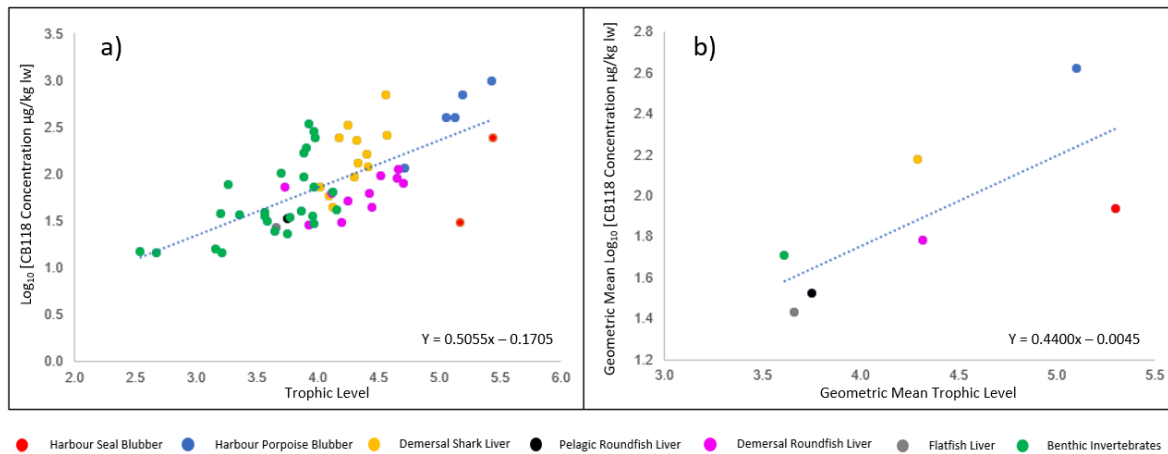 a)
Log₁₀ [CB118 Concentration µg/kg lw]
3.5
3.0
2.5
2.0
1.5
1.0
0.5
0.0
2.0 2.5 3.0 3.5 4.0 4.5 5.0 5.5 6.0
Trophic Level
Y = 0.5055x – 0.1705
b)
Geometric Mean Log₁₀ [CB118 Concentration µg/kg lw]
2.8
2.6
2.4
2.2
2.0
1.8
1.6
1.4
1.2
3.0 3.5 4.0 4.5 5.0 5.5
Geometric Mean Trophic Level
Y = 0.4400x – 0.0045
Harbour Seal Blubber Harbour Porpoise Blubber Demersal Shark Liver Pelagic Roundfish Liver Demersal Roundfish Liver Flatfish Liver Benthic Invertebrates